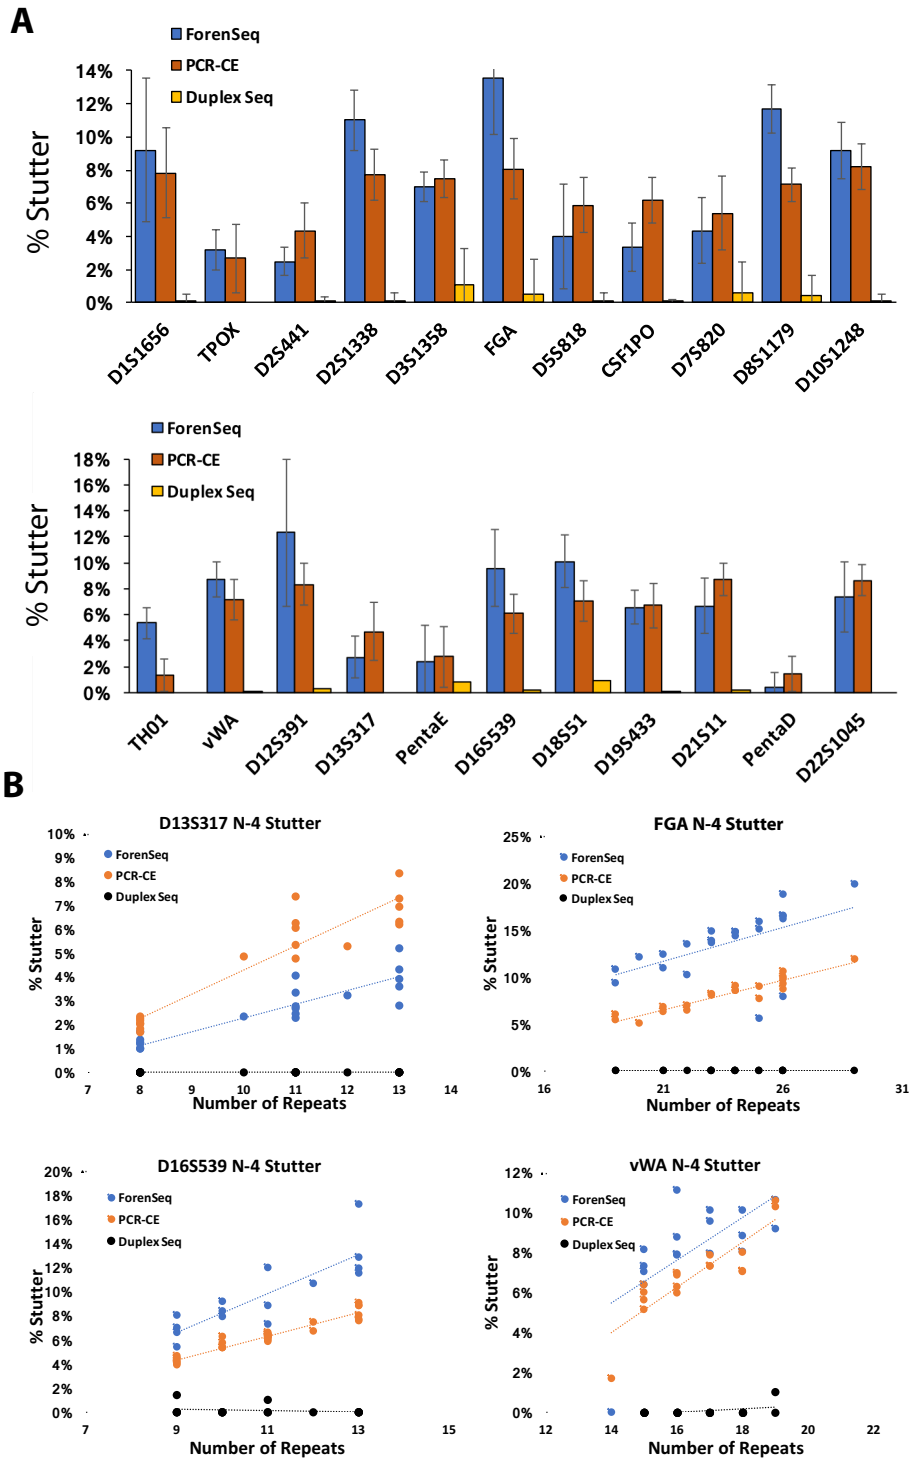 A
ForenSeq
PCR-CE
Duplex Seq
% Stutter
14%
12%
10%
8%
6%
4%
2%
0%
D1S1656 TPOX D2S441 D2S1338 D3S1358 FGA D5S818 CSF1PO D7S820 D8S1179 D10S1248
ForenSeq
PCR-CE
Duplex Seq
% Stutter
18%
16%
14%
12%
10%
8%
6%
4%
2%
0%
TH01 vWA D12S391 D13S317 PentaE D16S539 D18S51 D19S433 D21S11 PentaD D22S1045
B
D13S317 N-4 Stutter
ForenSeq
PCR-CE
Duplex Seq
% Stutter
10%
9%
8%
7%
6%
5%
4%
3%
2%
1%
0%
7 8 10 11 12 13 14
Number of Repeats
FGA N-4 Stutter
ForenSeq
PCR-CE
Duplex Seq
% Stutter
25%
20%
15%
10%
5%
0%
16 21 26 31
Number of Repeats
D16S539 N-4 Stutter
ForenSeq
PCR-CE
Duplex Seq
% Stutter
20%
18%
16%
14%
12%
10%
8%
6%
4%
2%
0%
7 9 11 13 15
Number of Repeats
vWA N-4 Stutter
ForenSeq
PCR-CE
Duplex Seq
% Stutter
12%
10%
8%
6%
4%
2%
0%
12 14 16 18 20 22
Number of Repeats